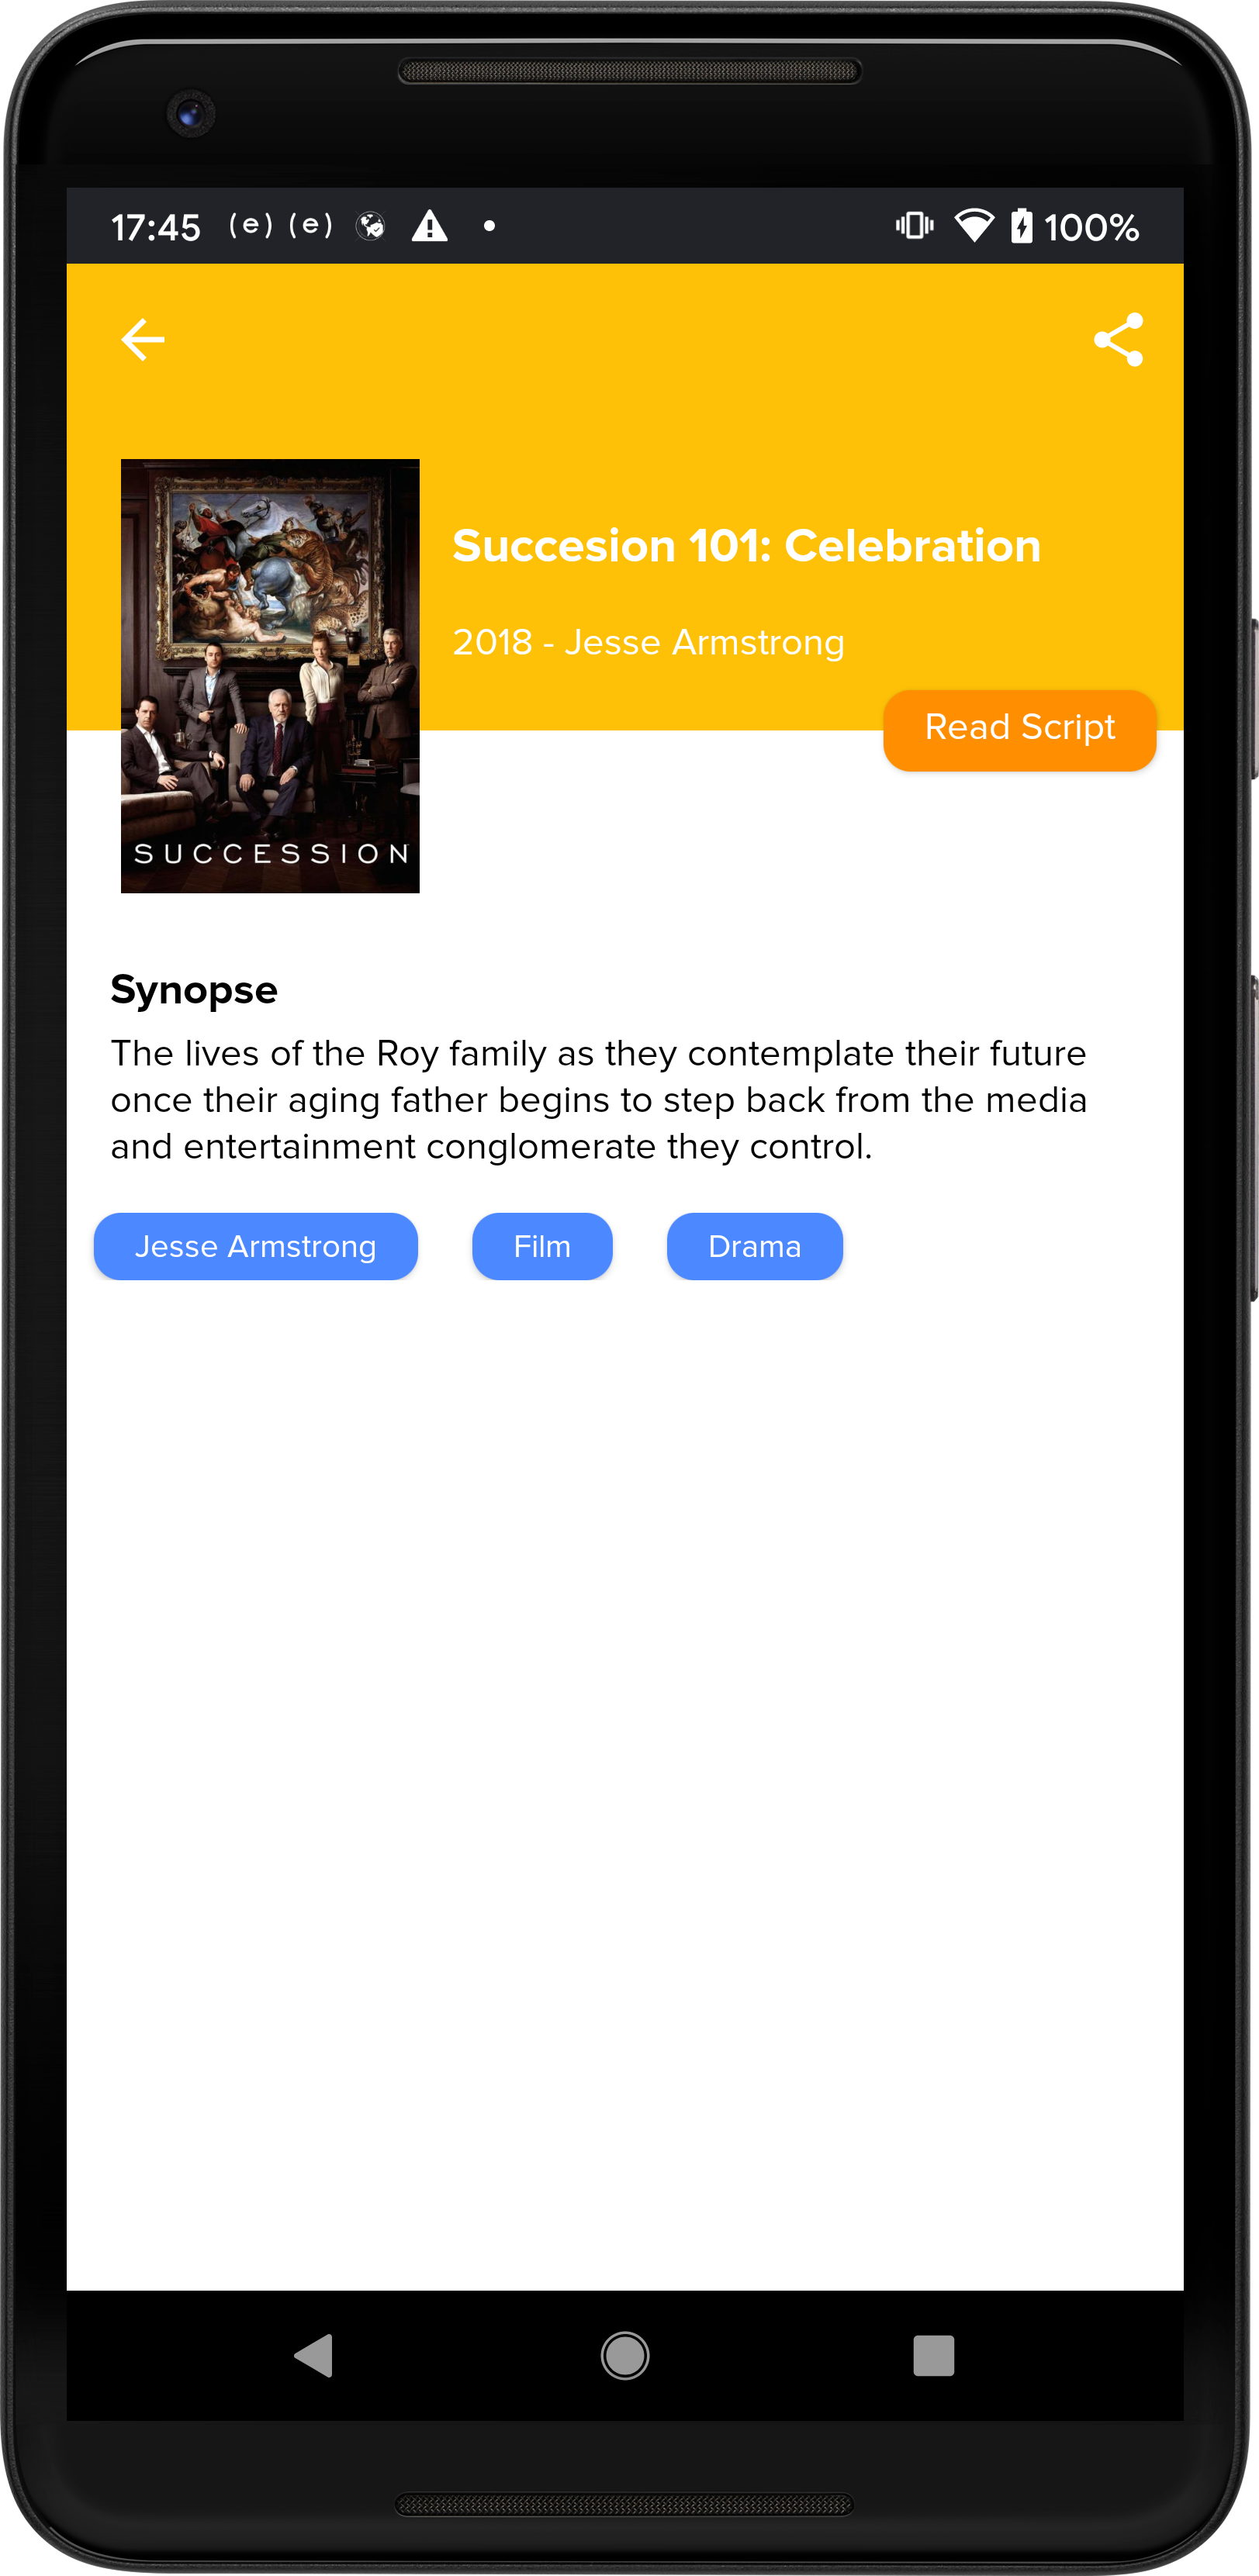 17:45 (e) (e) 100%
Succesion 101: Celebration
2018 - Jesse Armstrong
Read Script
SUCCESSION
Synopse
The lives of the Roy family as they contemplate their future
once their aging father begins to step back from the media
and entertainment conglomerate they control.
Jesse Armstrong Film Drama